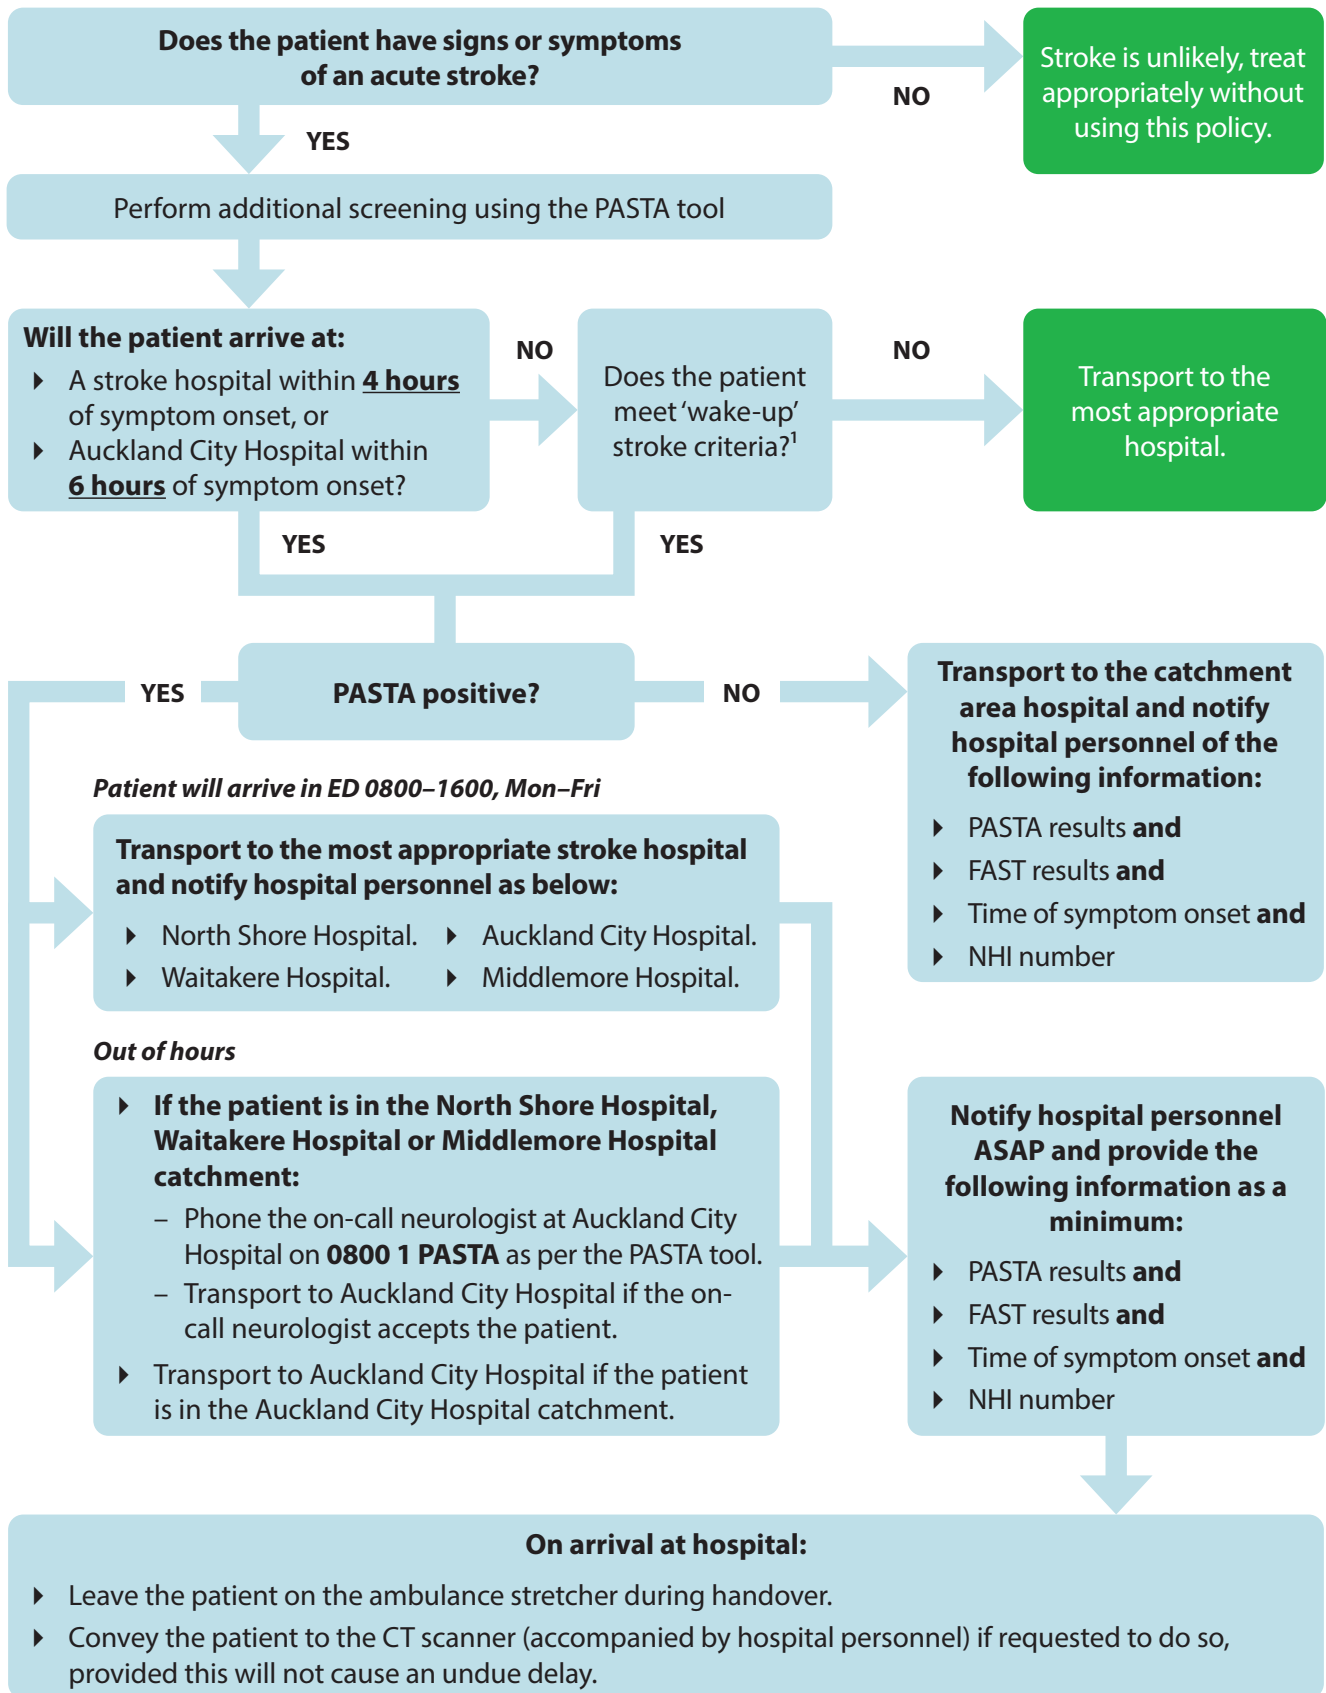 Does the patient have signs or symptoms
of an acute stroke?
NO
Stroke is unlikely, treat
appropriately without
using this policy.
YES
Perform additional screening using the PASTA tool
Will the patient arrive at:
▸ A stroke hospital within 4 hours
of symptom onset, or
▸ Auckland City Hospital within
6 hours of symptom onset?
NO
Does the patient
meet ‘wake-up’
stroke criteria?1
NO
Transport to the
most appropriate
hospital.
YES
YES
PASTA positive?
YES
NO
Transport to the catchment
area hospital and notify
hospital personnel of the
following information:
▸ PASTA results and
▸ FAST results and
▸ Time of symptom onset and
▸ NHI number
Patient will arrive in ED 0800–1600, Mon–Fri
Transport to the most appropriate stroke hospital
and notify hospital personnel as below:
▸ North Shore Hospital. ▸ Auckland City Hospital.
▸ Waitakere Hospital. ▸ Middlemore Hospital.
Out of hours
▸ If the patient is in the North Shore Hospital,
Waitakere Hospital or Middlemore Hospital
catchment:
– Phone the on-call neurologist at Auckland City
Hospital on 0800 1 PASTA as per the PASTA tool.
– Transport to Auckland City Hospital if the on-
call neurologist accepts the patient.
▸ Transport to Auckland City Hospital if the patient
is in the Auckland City Hospital catchment.
Notify hospital personnel
ASAP and provide the
following information as a
minimum:
▸ PASTA results and
▸ FAST results and
▸ Time of symptom onset and
▸ NHI number
On arrival at hospital:
▸ Leave the patient on the ambulance stretcher during handover.
▸ Convey the patient to the CT scanner (accompanied by hospital personnel) if requested to do so,
provided this will not cause an undue delay.